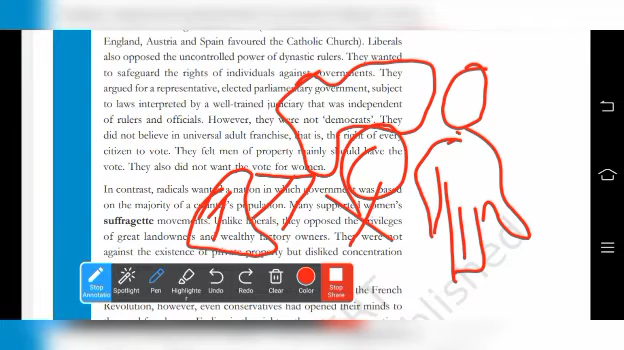 England, Austria and Spain favoured the Catholic Church). Liberals
also opposed the uncontrolled power of dynastic rulers. They wanted
to safeguard the rights of individuals against governments. They
argued for a representative, elected parliamentary government, subject
to laws interpreted by a well-trained judiciary that was independent
of rulers and officials. However, they were not ‘democrats’. They
did not believe in universal adult franchise, that is, the right of every
citizen to vote. They felt men of property mainly should have the
vote. They also did not want the vote for women.
In contrast, radicals wanted a nation in which government was based
on the majority of a country’s population. Many supported women’s
suffragette movements. Unlike liberals, they opposed the privileges
of great landowners and wealthy factory owners. They were not
against the existence of private property but disliked concentration
the French
Revolution, however, even conservatives had opened their minds to
Stop Annotatio
Spotlight
Pen
Highlighter
Undo
Redo
Clear
Color
Stop Share